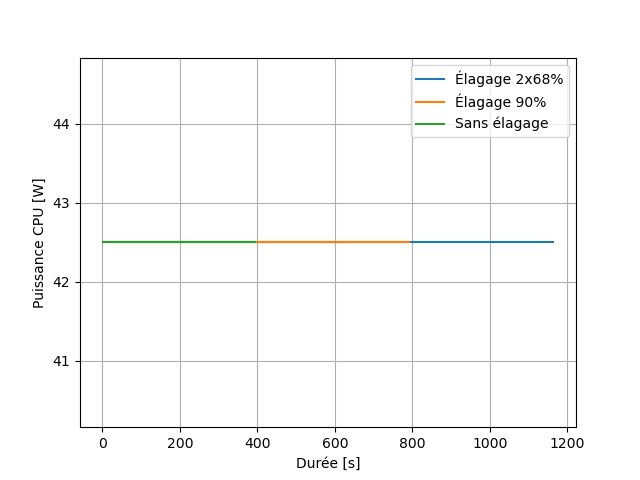 Élagage 2x68%
Élagage 90%
Sans élagage
44
43
42
41
Puissance CPU [W]
0 200 400 600 800 1000 1200
Durée [s]